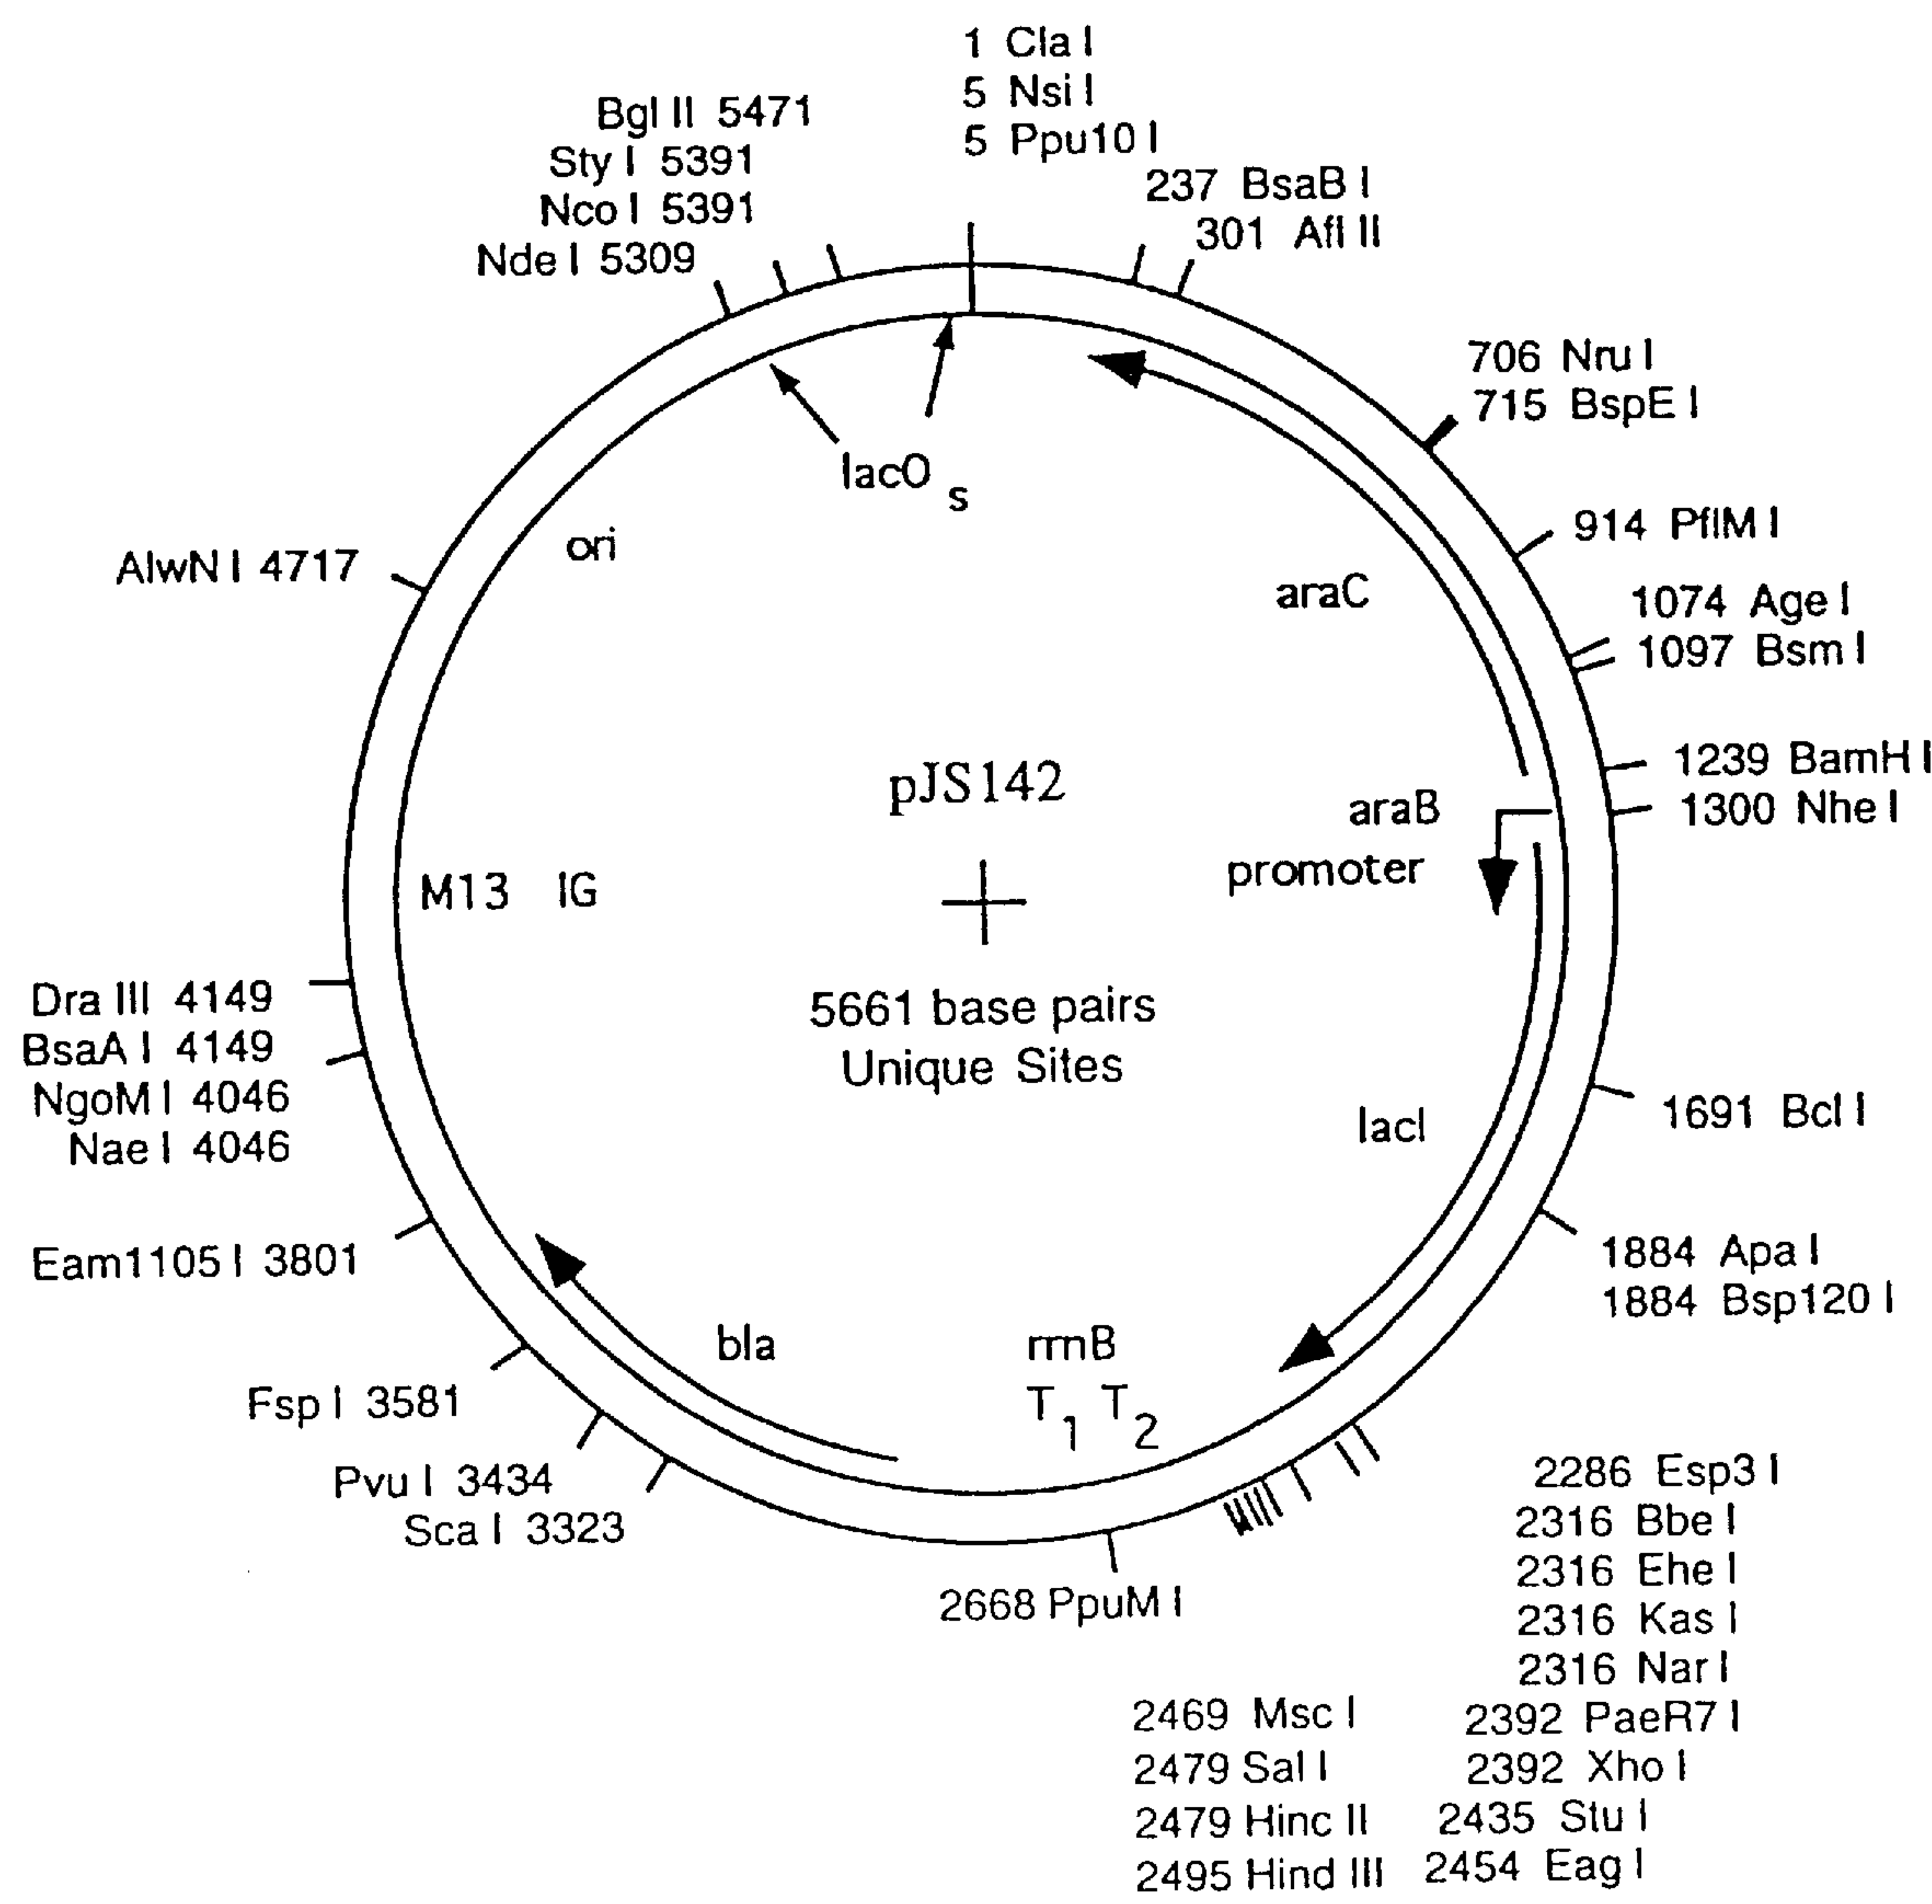 1 Cla I
5 Nsi I
5 Ppu10 I
237 BsaB I
301 Afl II
706 Nru I
715 BspE I
914 PflM I
1074 Age I
1097 Bsm I
1239 BamH I
1300 Nhe I
1691 Bcl I
1884 Apa I
1884 Bsp120 I
2286 Esp3 I
2316 Bbe I
2316 Ehe I
2316 Kas I
2316 Nar I
2392 PaeR7 I
2392 Xho I
2435 Stu I
2454 Eag I
2469 Msc I
2479 Sal I
2479 Hinc II
2495 Hind III
2668 PpuM I
Sca I 3323
Pvu I 3434
Fsp I 3581
Eam1105 I 3801
Nae I 4046
NgoM I 4046
BsaA I 4149
Dra III 4149
AlwN I 4717
Nde I 5309
Nco I 5391
Sty I 5391
Bgl II 5471
lacO s
ori
araC
araB
promoter
pJS142
5661 base pairs
Unique Sites
M13 IG
lacI
bla
rrnB
T1 T2